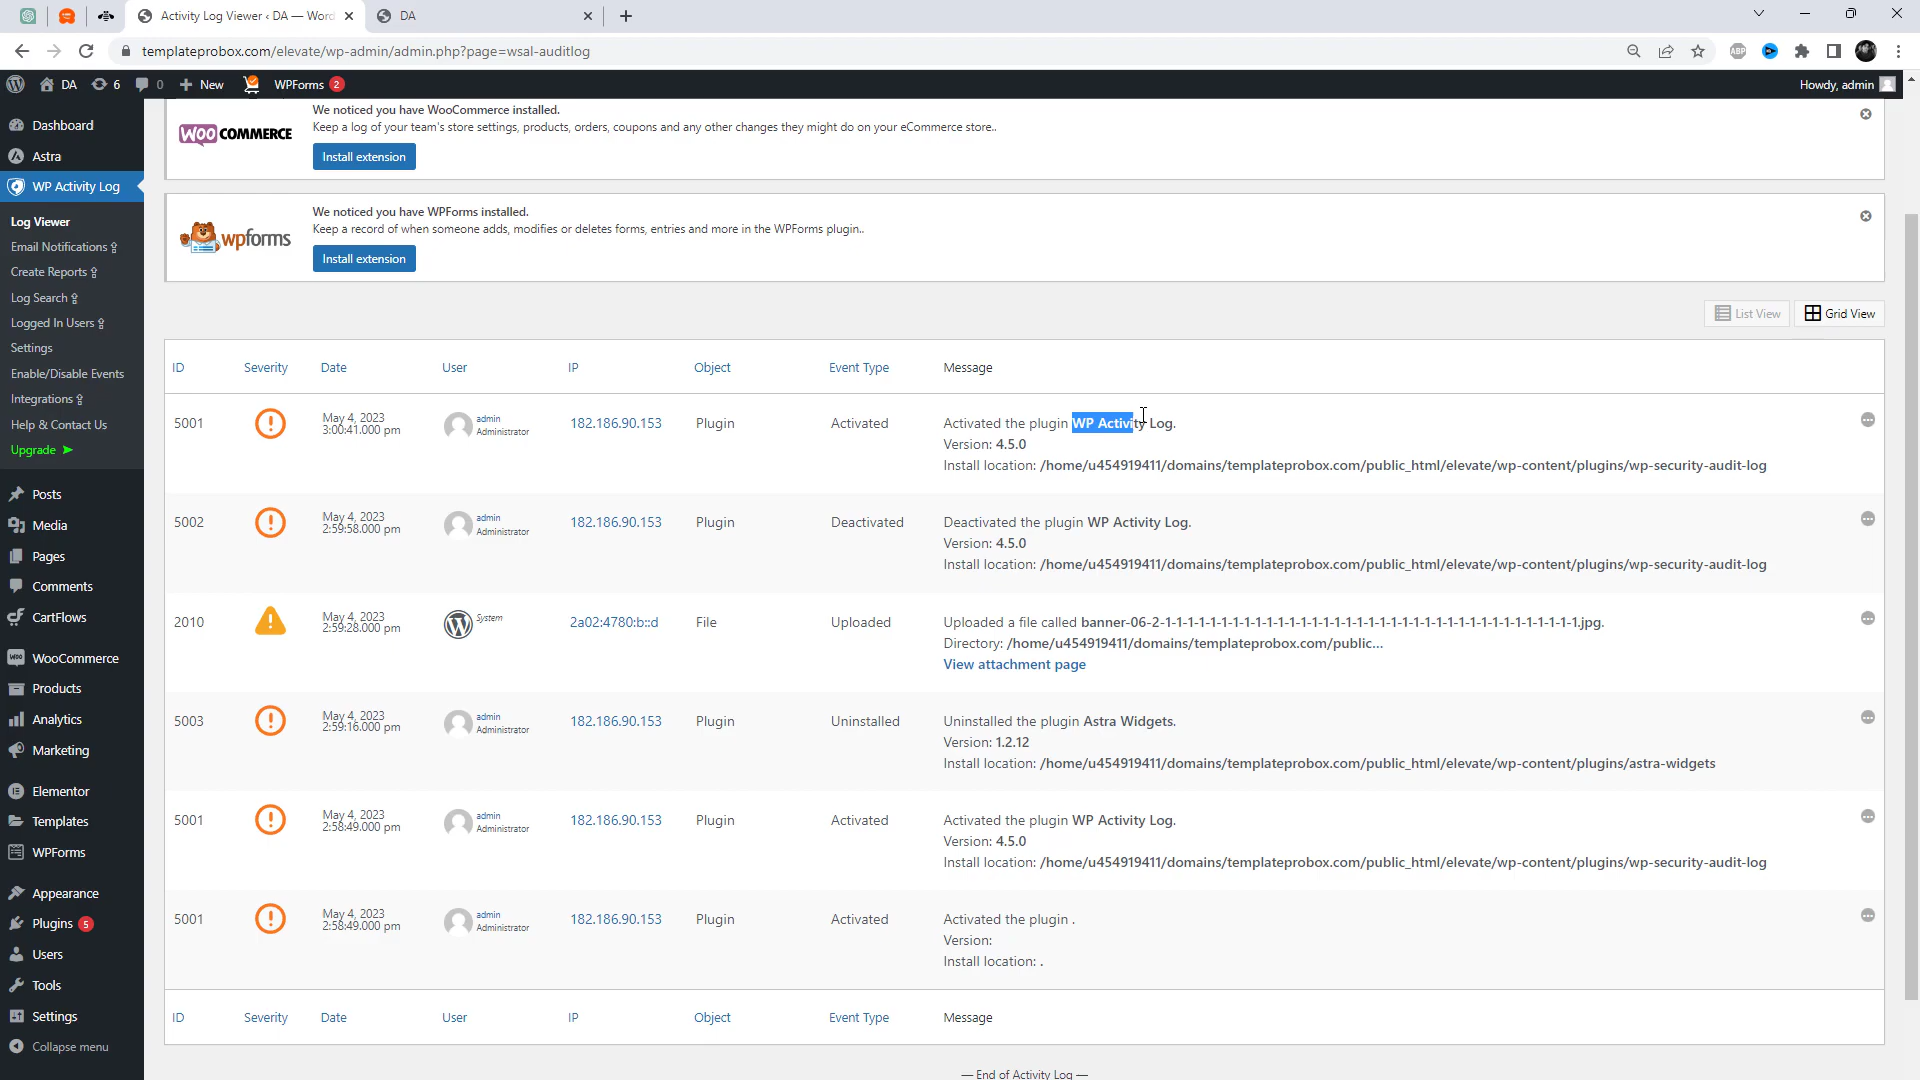 Activity Log Viewer ‹ DA — Word
DA
templateprobox.com/elevate/wp-admin/admin.php?page=wsal-auditlog
ABP
DA
6
0
New
WPForms 2
Howdy, admin
Dashboard
Astra
WP Activity Log
Log Viewer
Email Notifications
Create Reports
Log Search
Logged In Users
Settings
Enable/Disable Events
Integrations
Help & Contact Us
Upgrade
Posts
Media
Pages
Comments
CartFlows
WooCommerce
Products
Analytics
Marketing
Elementor
Templates
WPForms
Appearance
Plugins 5
Users
Tools
Settings
Collapse menu
WOOCOMMERCE
We noticed you have WooCommerce installed.
Keep a log of your team's store settings, products, orders, coupons and any other changes they might do on your eCommerce store..
Install extension
wpforms
We noticed you have WPForms installed.
Keep a record of when someone adds, modifies or deletes forms, entries and more in the WPForms plugin..
Install extension
List View
Grid View
ID Severity Date User IP Object Event Type Message
5001 May 4, 2023 3:00:41.000 pm admin Administrator 182.186.90.153 Plugin Activated Activated the plugin WP Activity Log.
Version: 4.5.0
Install location: /home/u454919411/domains/templateprobox.com/public_html/elevate/wp-content/plugins/wp-security-audit-log
5002 May 4, 2023 2:59:58.000 pm admin Administrator 182.186.90.153 Plugin Deactivated Deactivated the plugin WP Activity Log.
Version: 4.5.0
Install location: /home/u454919411/domains/templateprobox.com/public_html/elevate/wp-content/plugins/wp-security-audit-log
2010 May 4, 2023 2:59:28.000 pm System 2a02:4780:b::d File Uploaded Uploaded a file called banner-06-2-1-1-1-1-1-1-1-1-1-1-1-1-1-1-1-1-1-1-1-1-1-1-1-1-1-1-1-1-1-1-1-1-1-1-1.jpg.
Directory: /home/u454919411/domains/templateprobox.com/public...
View attachment page
5003 May 4, 2023 2:59:16.000 pm admin Administrator 182.186.90.153 Plugin Uninstalled Uninstalled the plugin Astra Widgets.
Version: 1.2.12
Install location: /home/u454919411/domains/templateprobox.com/public_html/elevate/wp-content/plugins/astra-widgets
5001 May 4, 2023 2:58:49.000 pm admin Administrator 182.186.90.153 Plugin Activated Activated the plugin WP Activity Log.
Version: 4.5.0
Install location: /home/u454919411/domains/templateprobox.com/public_html/elevate/wp-content/plugins/wp-security-audit-log
5001 May 4, 2023 2:58:49.000 pm admin Administrator 182.186.90.153 Plugin Activated Activated the plugin .
Version:
Install location: .
ID Severity Date User IP Object Event Type Message
— End of Activity Log —